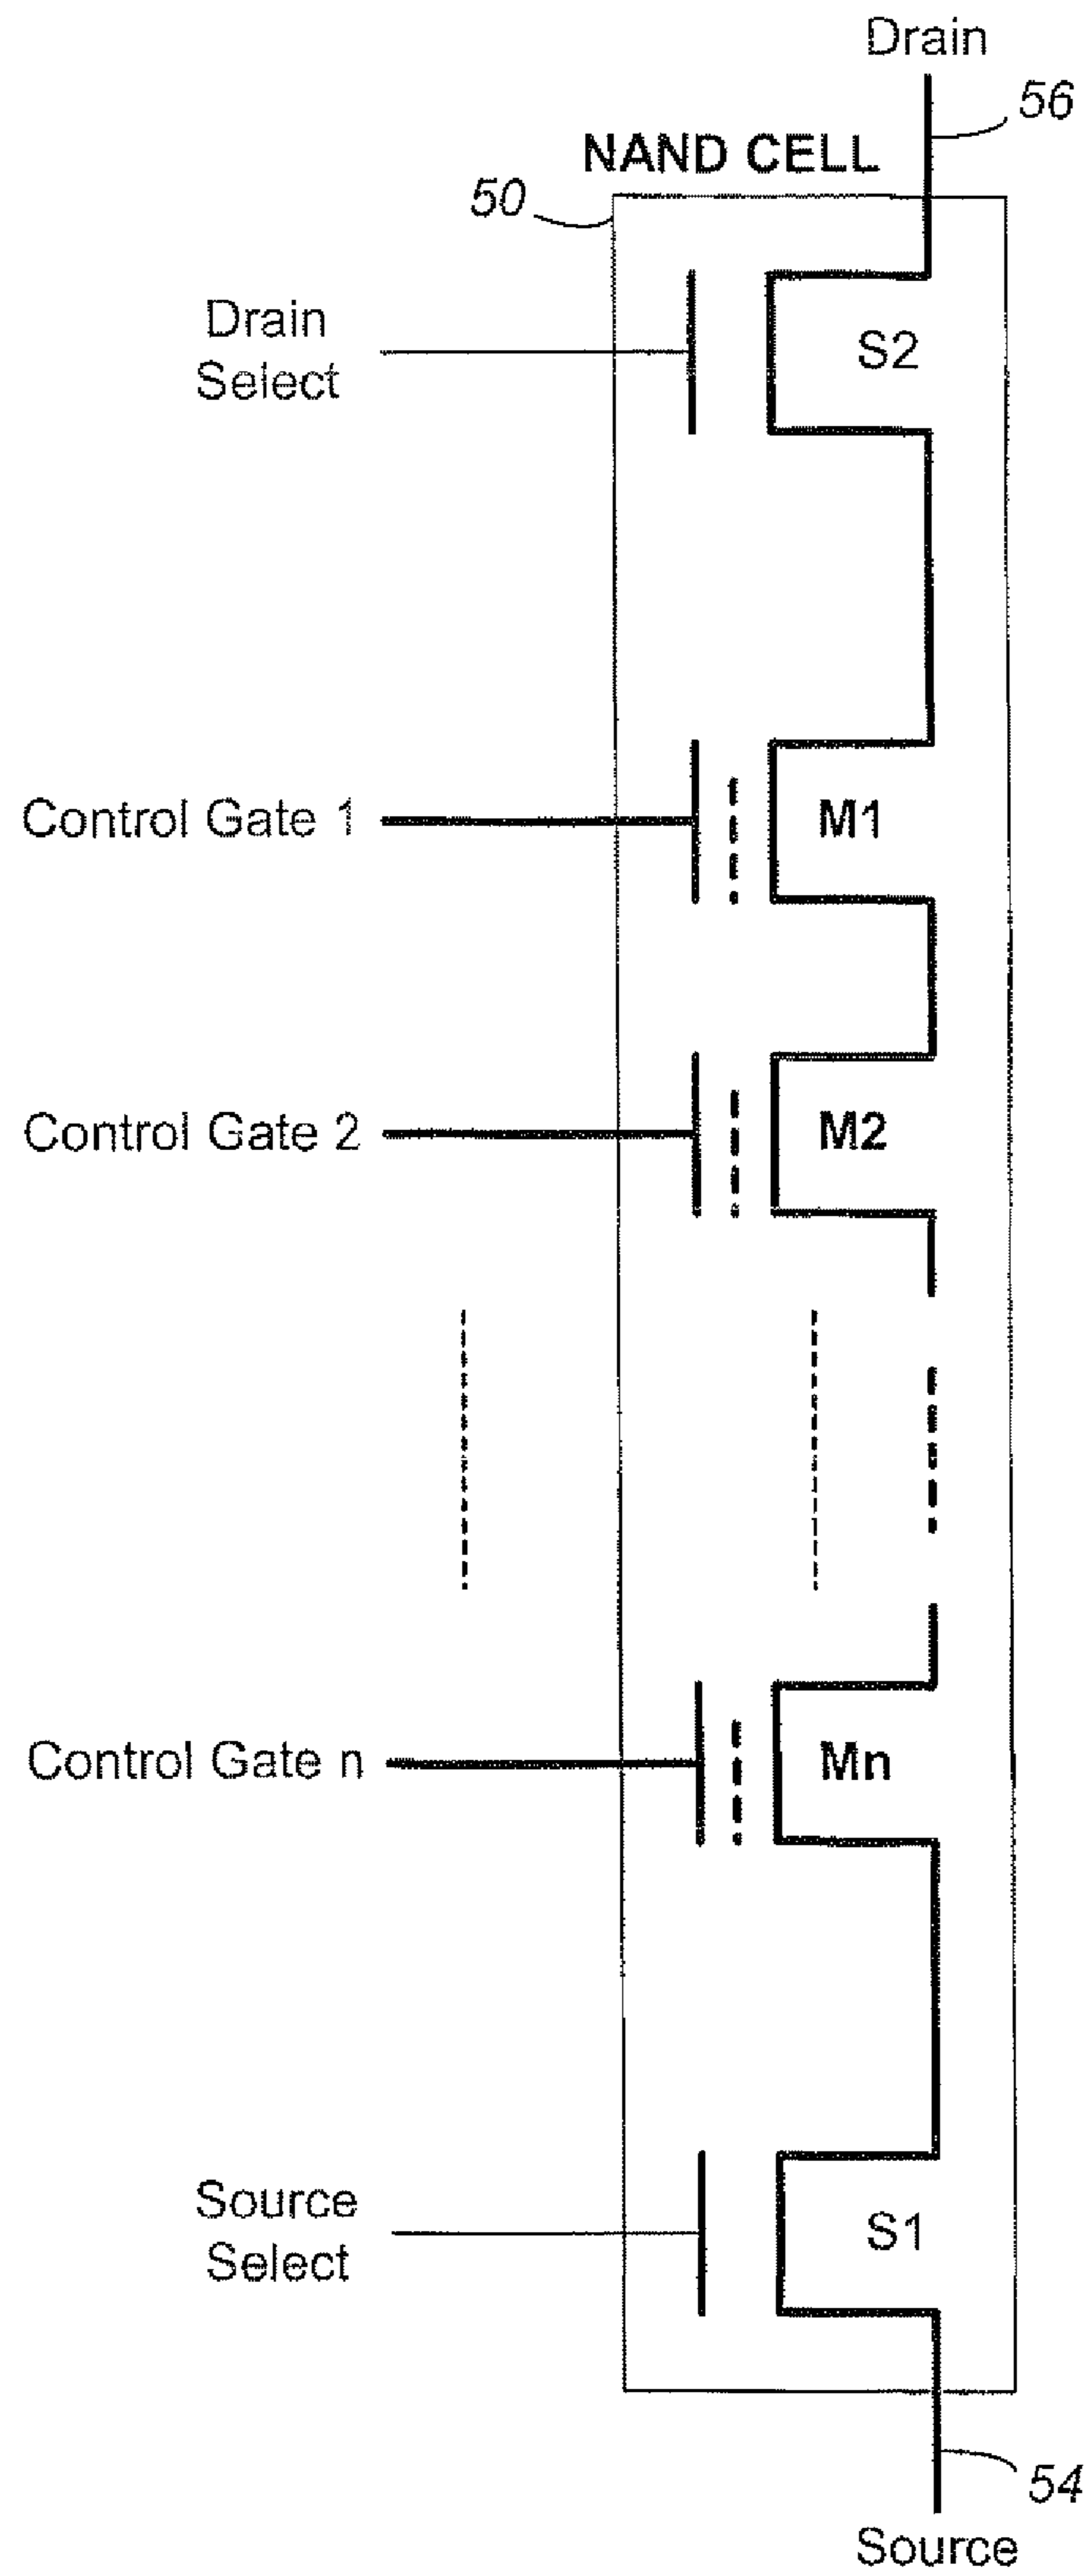 Drain
56
NAND CELL
50
Drain
Select
S2
Control Gate 1
M1
Control Gate 2
M2
Control Gate n
Mn
Source
Select
S1
54
Source